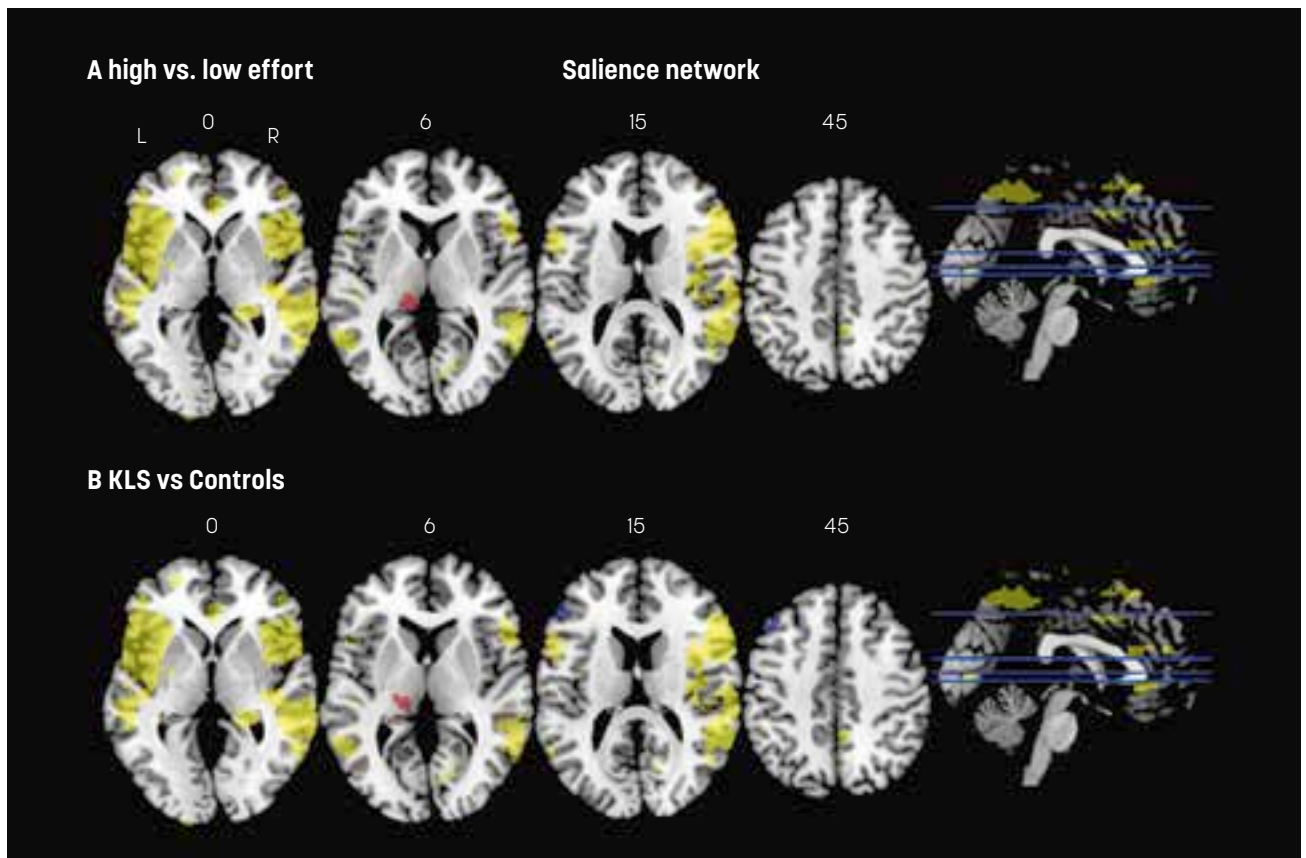 A high vs. low effort
Salience network
L 0 R 6 15 45
B KLS vs Controls
0 6 15 45